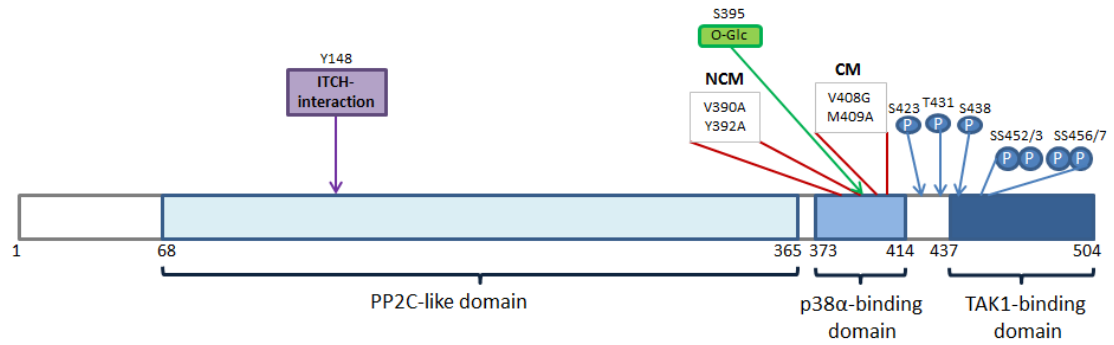 S395
O-Glc
Y148
ITCH-
interaction
NCM
V390A
Y392A
CM
V408G
M409A
S423
T431
S438
P
P
P
SS452/3
SS456/7
P
P
P
P
1
68
365
373
414
437
504
PP2C-like domain
p38α-binding
domain
TAK1-binding
domain